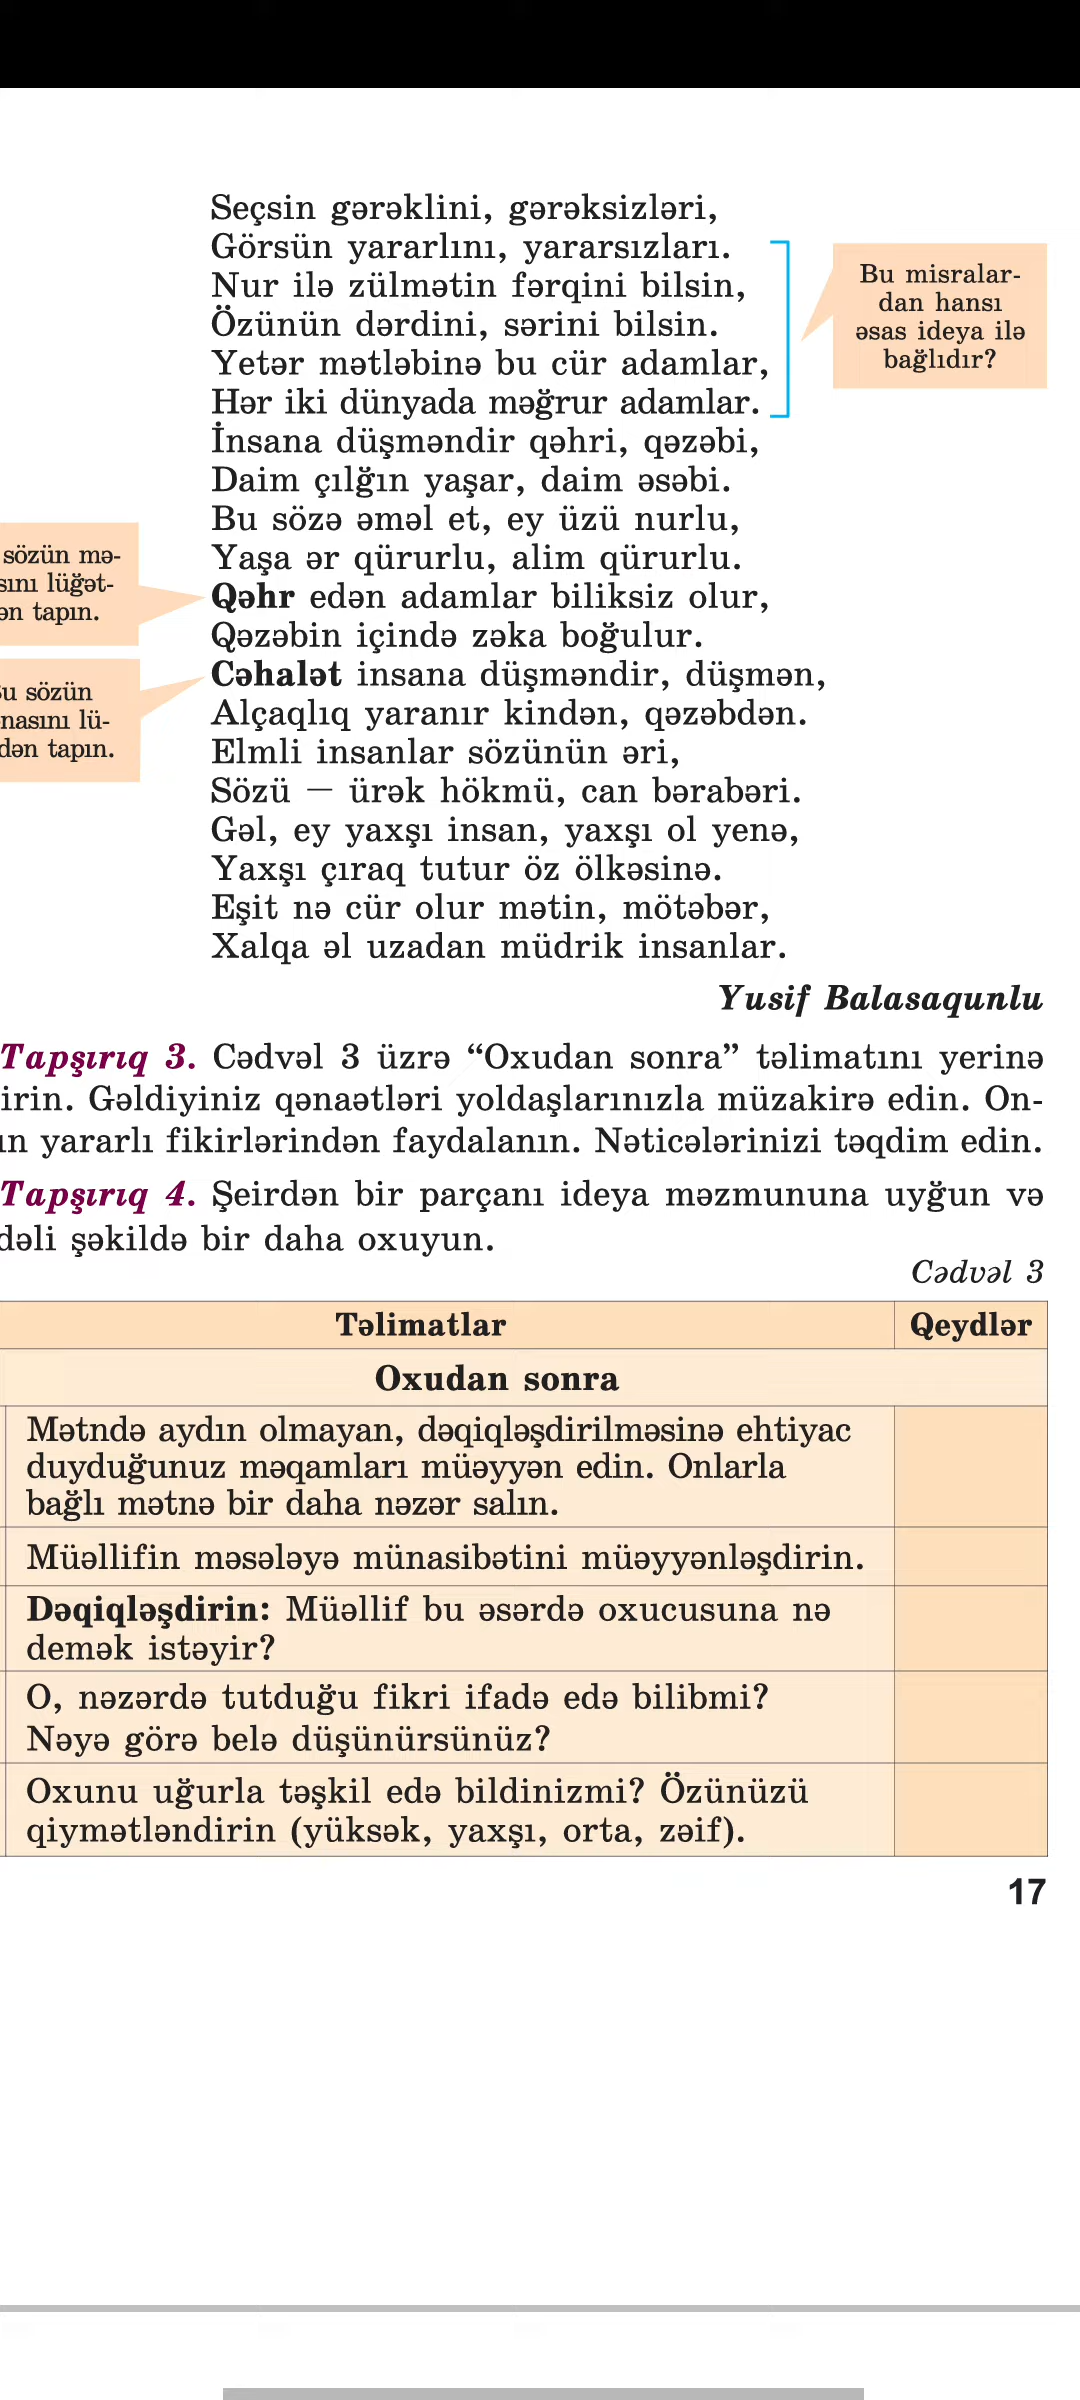 Seçsin gərəklini, gərəksizləri,
Görsün yararlını, yararsızları.
Nur ilə zülmətin fərqini bilsin,
Özünün dərdini, sərini bilsin.
Yetər mətləbinə bu cür adamlar,
Hər iki dünyada məğrur adamlar.
Bu misralar-
dan hansı
əsas ideya ilə
bağlıdır?
İnsana düşməndir qəhri, qəzəbi,
Daim çılğın yaşar, daim əsəbi.
Bu sözə əməl et, ey üzü nurlu,
Yaşa ər qürurlu, alim qürurlu.
sözün mə-
sını lüğət-
ən tapın.
Qəhr edən adamlar biliksiz olur,
Qəzəbin içində zəka boğulur.
u sözün
nasını lü-
dən tapın.
Cəhalət insana düşməndir, düşmən,
Alçaqlıq yaranır kindən, qəzəbdən.
Elmli insanlar sözünün əri,
Sözü — ürək hökmü, can bərabəri.
Gəl, ey yaxşı insan, yaxşı ol yenə,
Yaxşı çıraq tutur öz ölkəsinə.
Eşit nə cür olur mətin, mötəbər,
Xalqa əl uzadan müdrik insanlar.
Yusif Balasaqunlu
Tapşırıq 3. Cədvəl 3 üzrə “Oxudan sonra” təlimatını yerinə
irin. Gəldiyiniz qənaətləri yoldaşlarınızla müzakirə edin. On-
ın yararlı fikirlərindən faydalanın. Nəticələrinizi təqdim edin.
Tapşırıq 4. Şeirdən bir parçanı ideya məzmununa uyğun və
dəli şəkildə bir daha oxuyun.
Cədvəl 3
Təlimatlar Qeydlər
Oxudan sonra
Mətndə aydın olmayan, dəqiqləşdirilməsinə ehtiyac
duyduğunuz məqamları müəyyən edin. Onlarla
bağlı mətnə bir daha nəzər salın.
Müəllifin məsələyə münasibətini müəyyənləşdirin.
Dəqiqləşdirin: Müəllif bu əsərdə oxucusuna nə
demək istəyir?
O, nəzərdə tutduğu fikri ifadə edə bilibmi?
Nəyə görə belə düşünürsünüz?
Oxunu uğurla təşkil edə bildinizmi? Özünüzü
qiymətləndirin (yüksək, yaxşı, orta, zəif).
17